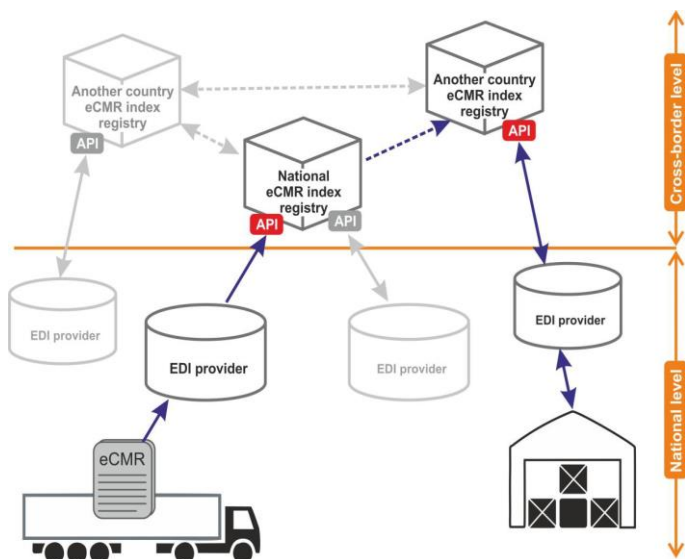 Another country
eCMR index
registry
API
Another country
eCMR index
registry
API
National
eCMR index
registry
API
API
Cross-border level
EDI provider
EDI provider
EDI provider
EDI provider
National level
eCMR